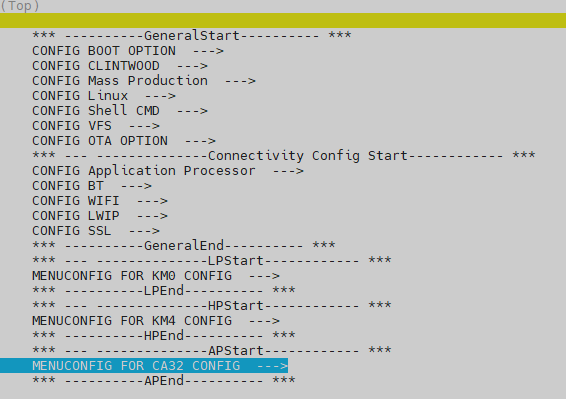 (Top)
*** ----------GeneralStart---------- ***
CONFIG BOOT OPTION  --->
CONFIG CLINTWOOD  --->
CONFIG Mass Production  --->
CONFIG Linux  --->
CONFIG Shell CMD  --->
CONFIG VFS  --->
CONFIG OTA OPTION  --->
*** --- --------------Connectivity Config Start------------ ***
CONFIG Application Processor  --->
CONFIG BT  --->
CONFIG WIFI  --->
CONFIG LWIP  --->
CONFIG SSL  --->
*** ----------GeneralEnd---------- ***
*** --- --------------LPStart------------ ***
MENUCONFIG FOR KM0 CONFIG  --->
*** ----------LPEnd---------- ***
*** --- --------------HPStart------------ ***
MENUCONFIG FOR KM4 CONFIG  --->
*** ----------HPEnd---------- ***
*** --- --------------APStart------------ ***
MENUCONFIG FOR CA32 CONFIG  --->
*** ----------APEnd---------- ***